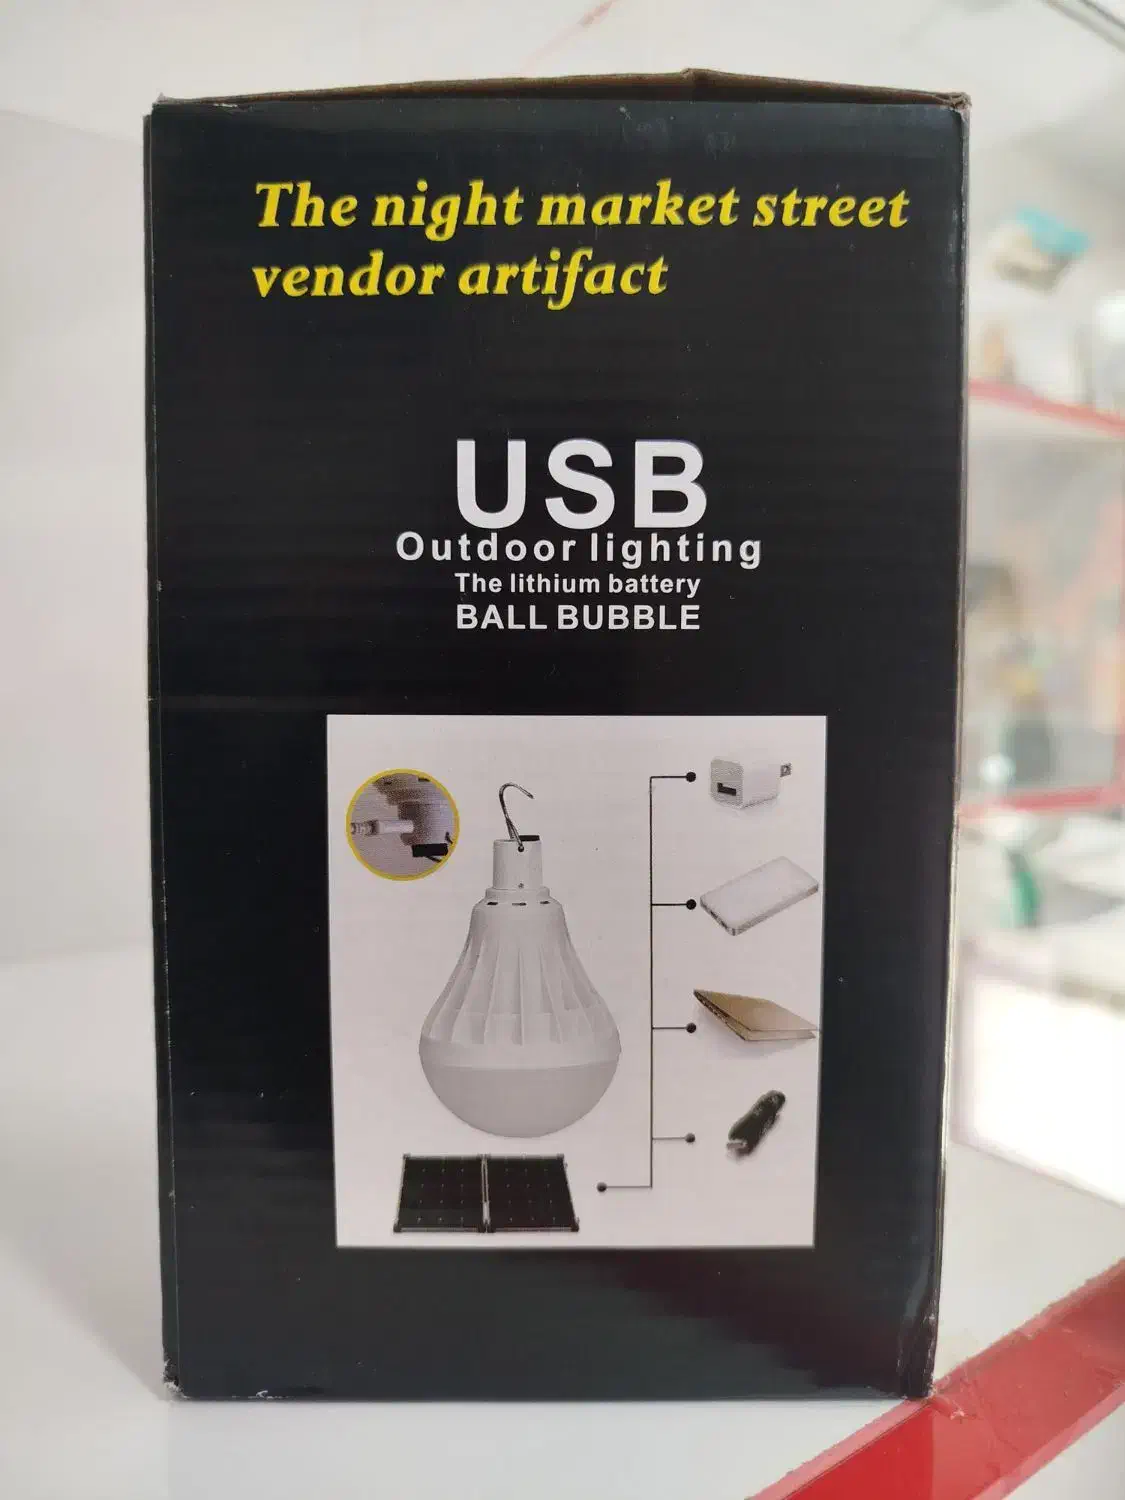 The night market street
vendor artifact
USB
Outdoor lighting
The lithium battery
BALL BUBBLE